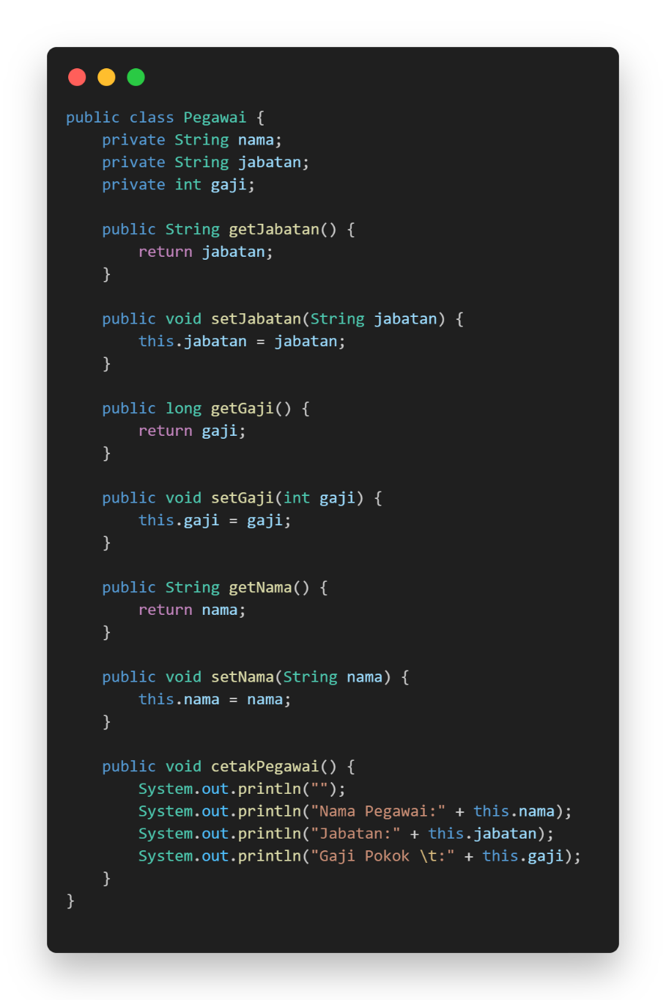 public class Pegawai {
    private String nama;
    private String jabatan;
    private int gaji;

    public String getJabatan() {
        return jabatan;
    }

    public void setJabatan(String jabatan) {
        this.jabatan = jabatan;
    }

    public long getGaji() {
        return gaji;
    }

    public void setGaji(int gaji) {
        this.gaji = gaji;
    }

    public String getNama() {
        return nama;
    }

    public void setNama(String nama) {
        this.nama = nama;
    }

    public void cetakPegawai() {
        System.out.println("");
        System.out.println("Nama Pegawai:" + this.nama);
        System.out.println("Jabatan:" + this.jabatan);
        System.out.println("Gaji Pokok \t:" + this.gaji);
    }
}